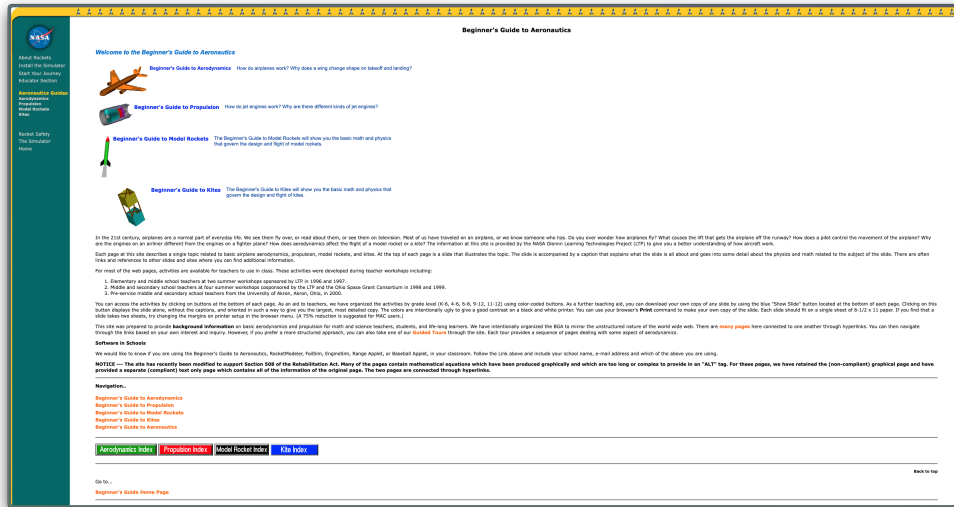 NASA
About Rockets
Install the Simulator
Start Your Journey
Educator Section
Aeronautics Guides
Aerodynamics
Propulsion
Model Rockets
Kites
Rocket Safety
The Simulator
Home
Beginner's Guide to Aeronautics
Welcome to the Beginner's Guide to Aeronautics
Beginner's Guide to Aerodynamics How do airplanes work? Why does a wing change shape on takeoff and landing?
Beginner's Guide to Propulsion How do jet engines work? Why are there different kinds of jet engines?
Beginner's Guide to Model Rockets The Beginner's Guide to Model Rockets will show you the basic math and physics
that govern the design and flight of model rockets.
Beginner's Guide to Kites The Beginner's Guide to Kites will show you the basic math and physics that
govern the design and flight of kites.
In the 21st century, airplanes are a normal part of everyday life. We see them fly over, or read about them, or see them on television. Most of us have traveled on an airplane, or we know someone who has. Do you ever wonder how airplanes fly? What causes the lift that gets the airplane off the runway? How does a pilot control the movement of the airplane? Why
are the engines on an airliner different from the engines on a fighter plane? How does aerodynamics affect the flight of a model rocket or a kite? The information at this site is provided by the NASA Glenn Learning Technologies Project (LTP) to give you a better understanding of how aircraft work.
Each page at this site describes a single topic related to basic airplane aerodynamics, propulsion, model rockets, and kites. At the top of each page is a slide that illustrates the topic. The slide is accompanied by a caption that explains what the slide is all about and goes into some detail about the physics and math related to the subject of the slide. There are often
links and references to other slides and sites where you can find additional information.
For most of the web pages, activities are available for teachers to use in class. These activities were developed during teacher workshops including:
1. Elementary and middle school teachers at two summer workshops sponsored by LTP in 1996 and 1997.
2. Middle and secondary school teachers at four summer workshops cosponsored by the LTP and the Ohio Space Grant Consortium in 1998 and 1999.
3. Pre-service middle and secondary school teachers from the University of Akron, Akron, Ohio, in 2000.
You can access the activities by clicking on buttons at the bottom of each page. As an aid to teachers, we have organized the activities by grade level (K-6, 4-6, 6-8, 9-12, 11-12) using color-coded buttons. As a further teaching aid, you can download your own copy of any slide by using the blue "Show Slide" button located at the bottom of each page. Clicking on this
button displays the slide alone, without the captions, and oriented in such a way to give you the largest, most detailed copy. The colors are intentionally ugly to give a good contrast on a black and white printer. You can use your browser's Print command to make your own copy of the slide. Each slide should fit on a single sheet of 8-1/2 x 11 paper. If you find that a
slide takes two sheets, try changing the margins on printer setup in the browser menu. (A 75% reduction is suggested for MAC users.)
This site was prepared to provide background information on basic aerodynamics and propulsion for math and science teachers, students, and life-long learners. We have intentionally organized the BGA to mirror the unstructured nature of the world wide web. There are many pages here connected to one another through hyperlinks. You can then navigate
through the links based on your own interest and inquiry. However, if you prefer a more structured approach, you can also take one of our Guided Tours through the site. Each tour provides a sequence of pages dealing with some aspect of aerodynamics.
Software in Schools
We would like to know if you are using the Beginner's Guide to Aeronautics, RocketModeler, FoilSim, EngineSim, Range Applet, or Baseball Applet, in your classroom. Follow the Link above and include your school name, e-mail address and which of the above you are using.
NOTICE --- The site has recently been modified to support Section 508 of the Rehabilitation Act. Many of the pages contain mathematical equations which have been produced graphically and which are too long or complex to provide in an "ALT" tag. For these pages, we have retained the (non-compliant) graphical page and have
provided a separate (compliant) text only page which contains all of the information of the original page. The two pages are connected through hyperlinks.
Navigation..
Beginner's Guide to Aerodynamics
Beginner's Guide to Propulsion
Beginner's Guide to Model Rockets
Beginner's Guide to Kites
Beginner's Guide to Aeronautics
Aerodynamics Index Propulsion Index Model Rocket Index Kite Index
Back to top
Go to...
Beginner's Guide Home Page